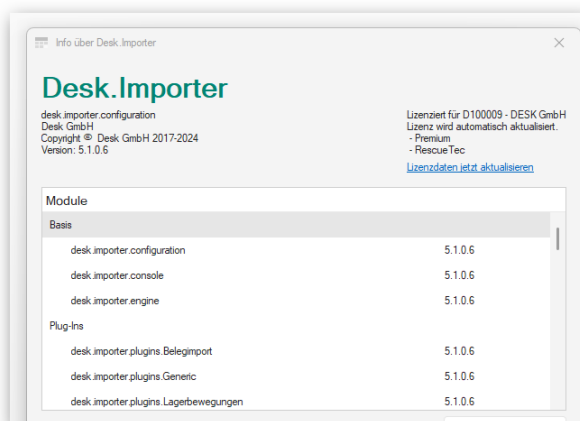 Info über Desk.Importer
Desk.Importer
desk.importer.configuration
Desk GmbH
Copyright © Desk GmbH 2017-2024
Version: 5.1.0.6
Lizenziert für D100009 - DESK GmbH
Lizenz wird automatisch aktualisiert.
- Premium
- RescueTec
Lizenzdaten jetzt aktualisieren
Module
Basis
desk.importer.configuration 5.1.0.6
desk.importer.console 5.1.0.6
desk.importer.engine 5.1.0.6
Plug-Ins
desk.importer.plugins.Belegimport 5.1.0.6
desk.importer.plugins.Generic 5.1.0.6
desk.importer.plugins.Lagerbewegungen 5.1.0.6